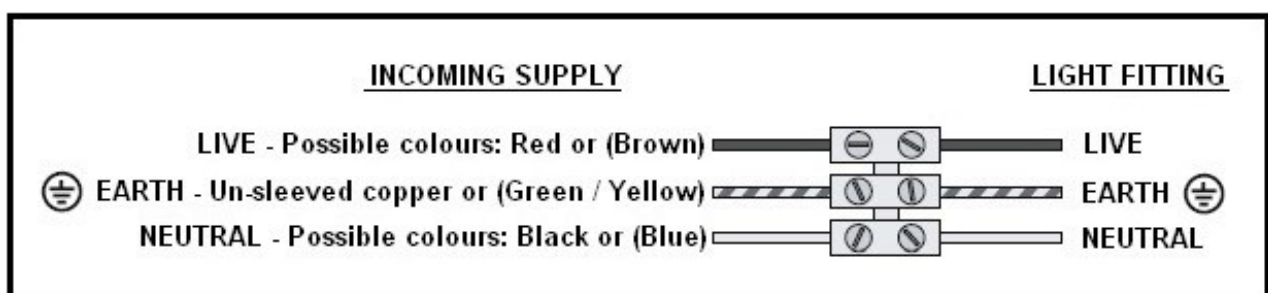 INCOMING SUPPLY LIGHT FITTING
LIVE - Possible colours: Red or (Brown) LIVE
EARTH - Un-sleeved copper or (Green / Yellow) EARTH
NEUTRAL - Possible colours: Black or (Blue) NEUTRAL